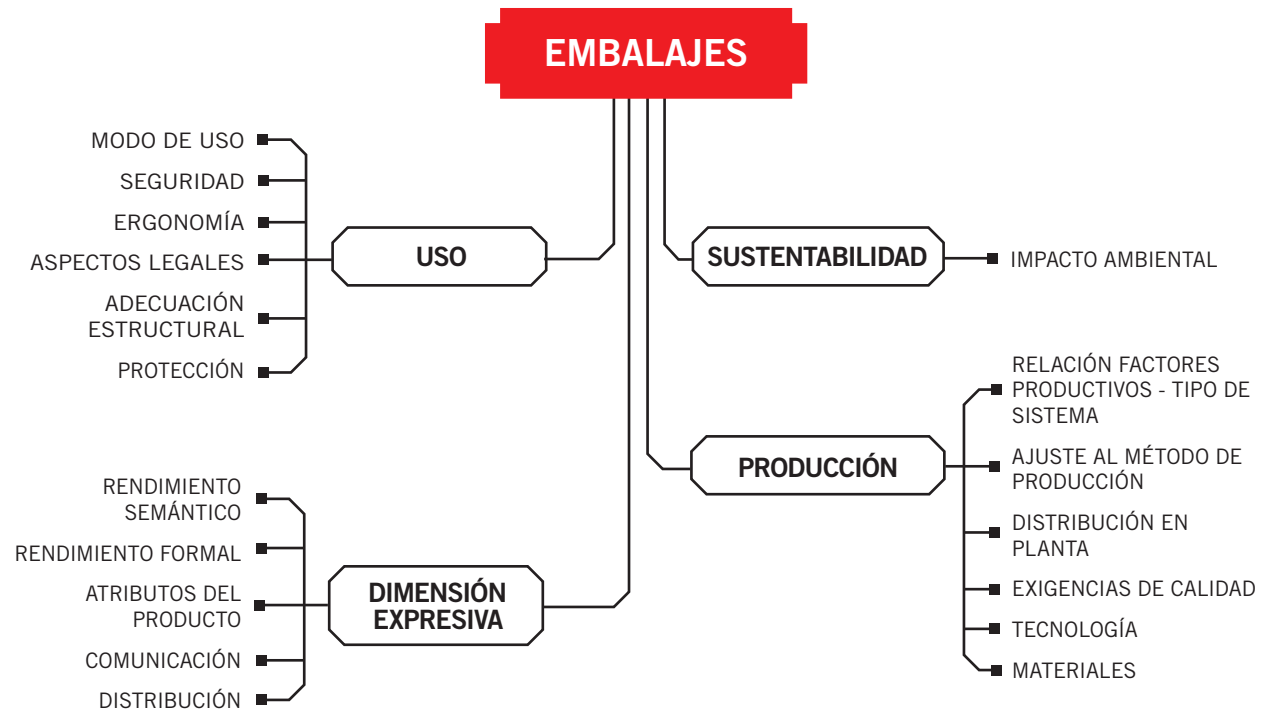 EMBALAJES
MODO DE USO
SEGURIDAD
ERGONOMÍA
ASPECTOS LEGALES
ADECUACIÓN
ESTRUCTURAL
PROTECCIÓN
USO
RENDIMIENTO
SEMÁNTICO
RENDIMIENTO FORMAL
ATRIBUTOS DEL
PRODUCTO
COMUNICACIÓN
DISTRIBUCIÓN
DIMENSIÓN
EXPRESIVA
SUSTENTABILIDAD
IMPACTO AMBIENTAL
PRODUCCIÓN
RELACIÓN FACTORES
PRODUCTIVOS - TIPO DE
SISTEMA
AJUSTE AL MÉTODO DE
PRODUCCIÓN
DISTRIBUCIÓN EN
PLANTA
EXIGENCIAS DE CALIDAD
TECNOLOGÍA
MATERIALES